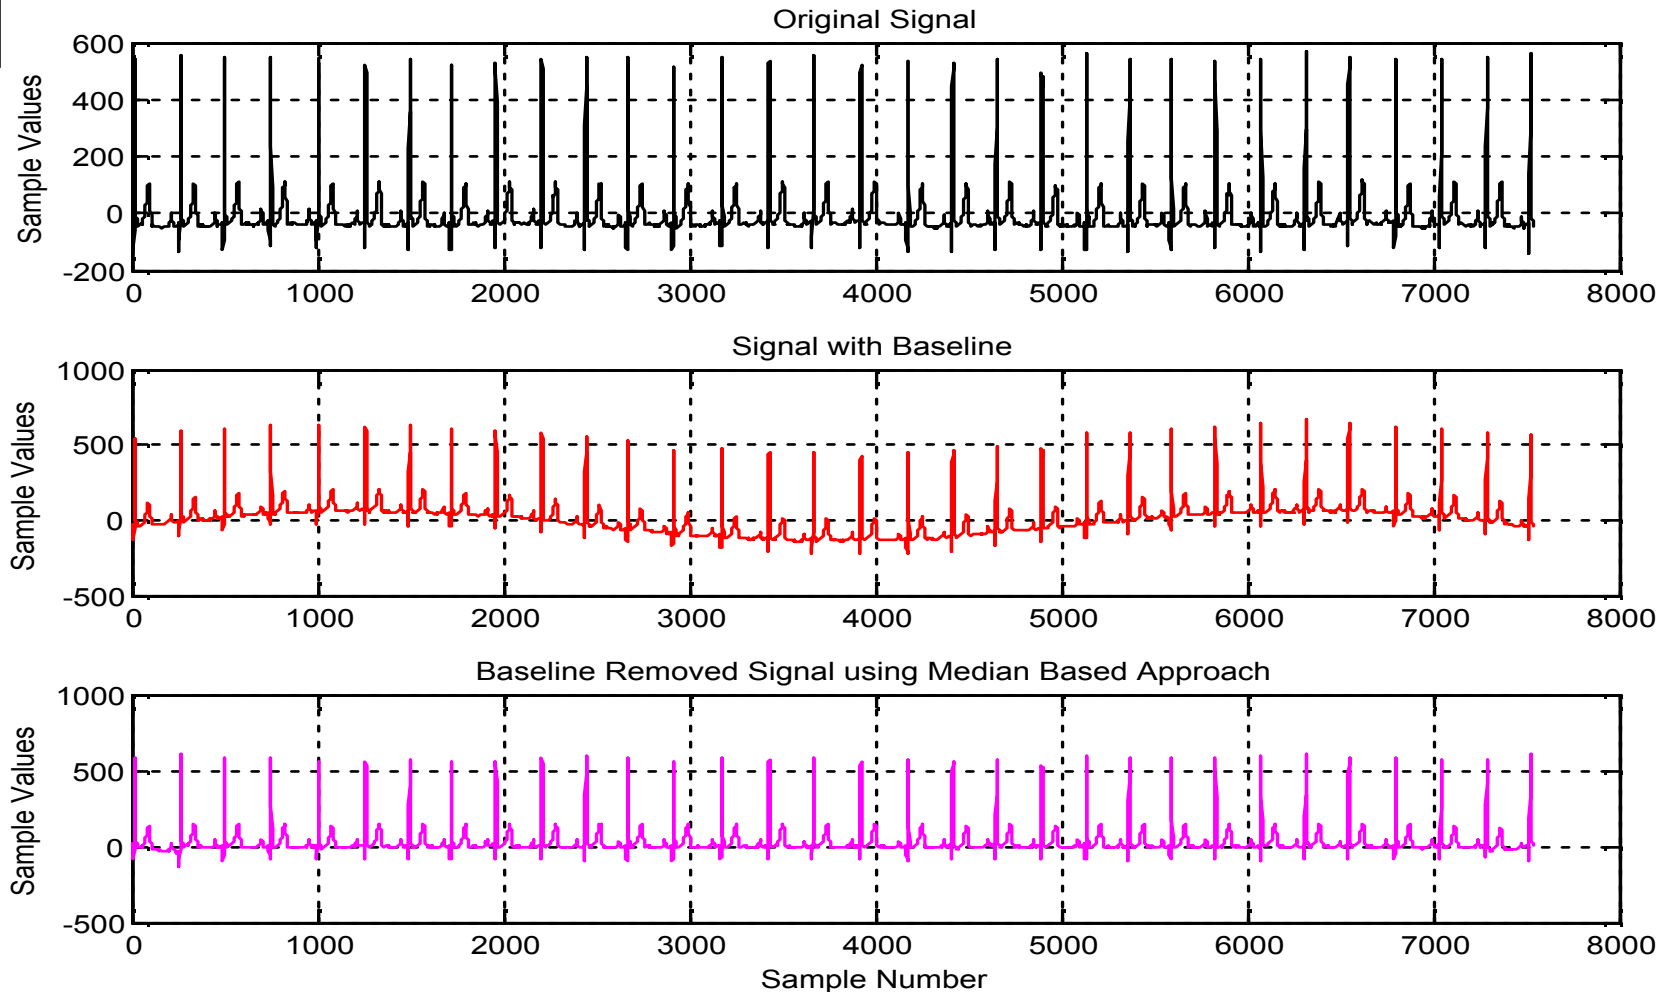 Original Signal
Sample Values
600
400
200
0
-200
0 1000 2000 3000 4000 5000 6000 7000 8000
Signal with Baseline
Sample Values
1000
500
0
-500
0 1000 2000 3000 4000 5000 6000 7000 8000
Baseline Removed Signal using Median Based Approach
Sample Values
1000
500
0
-500
0 1000 2000 3000 4000 5000 6000 7000 8000
Sample Number